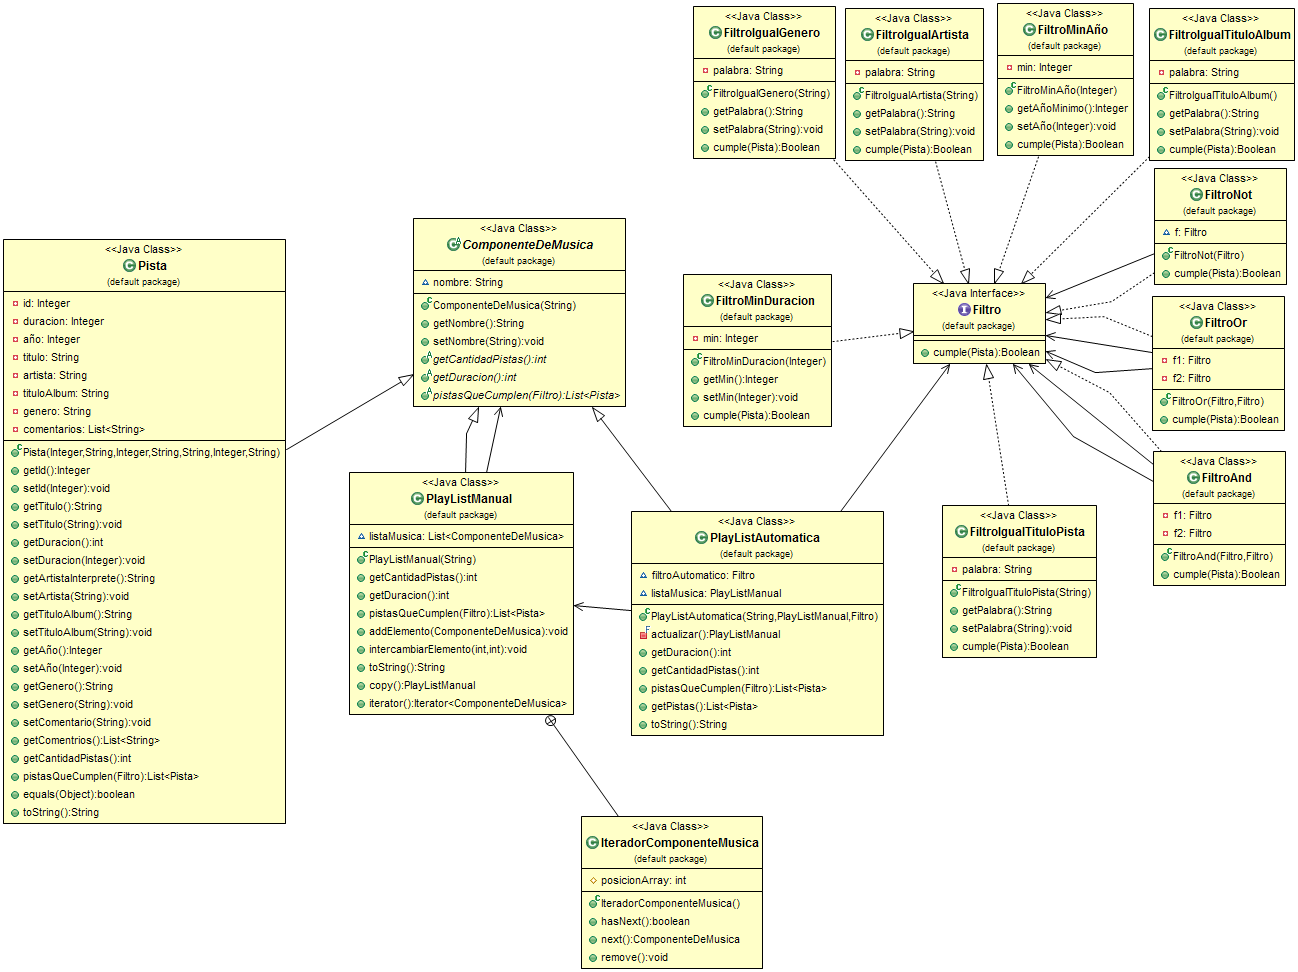 <<Java Class>>
FiltroIgualGenero
(default package)
palabra: String
FiltroIgualGenero(String)
getPalabra():String
setPalabra(String):void
cumple(Pista):Boolean
<<Java Class>>
FiltroIgualArtista
(default package)
palabra: String
FiltroIgualArtista(String)
getPalabra():String
setPalabra(String):void
cumple(Pista):Boolean
<<Java Class>>
FiltroMinAño
(default package)
min: Integer
FiltroMinAño(Integer)
getAñoMinimo():Integer
setAño(Integer):void
cumple(Pista):Boolean
<<Java Class>>
FiltroIgualTituloAlbum
(default package)
palabra: String
FiltroIgualTituloAlbum()
getPalabra():String
setPalabra(String):void
cumple(Pista):Boolean
<<Java Class>>
FiltroNot
(default package)
f: Filtro
FiltroNot(Filtro)
cumple(Pista):Boolean
<<Java Class>>
Pista
(default package)
id: Integer
duracion: Integer
año: Integer
titulo: String
artista: String
tituloAlbum: String
genero: String
comentarios: List<String>
Pista(Integer,String,Integer,String,String,Integer,String)
getId():Integer
setId(Integer):void
getTitulo():String
setTitulo(String):void
getDuracion():int
setDuracion(Integer):void
getArtistaInterprete():String
setArtista(String):void
getTituloAlbum():String
setTituloAlbum(String):void
getAño():Integer
setAño(Integer):void
getGenero():String
setGenero(String):void
setComentario(String):void
getComentrios():List<String>
getCantidadPistas():int
pistasQueCumplen(Filtro):List<Pista>
equals(Object):boolean
toString():String
<<Java Class>>
ComponenteDeMusica
(default package)
nombre: String
ComponenteDeMusica(String)
getNombre():String
setNombre(String):void
getCantidadPistas():int
getDuracion():int
pistasQueCumplen(Filtro):List<Pista>
<<Java Class>>
FiltroMinDuracion
(default package)
min: Integer
FiltroMinDuracion(Integer)
getMin():Integer
setMin(Integer):void
cumple(Pista):Boolean
<<Java Interface>>
Filtro
(default package)
cumple(Pista):Boolean
<<Java Class>>
FiltroOr
(default package)
f1: Filtro
f2: Filtro
FiltroOr(Filtro,Filtro)
cumple(Pista):Boolean
<<Java Class>>
FiltroAnd
(default package)
f1: Filtro
f2: Filtro
FiltroAnd(Filtro,Filtro)
cumple(Pista):Boolean
<<Java Class>>
PlayListManual
(default package)
listaMusica: List<ComponenteDeMusica>
PlayListManual(String)
getCantidadPistas():int
getDuracion():int
pistasQueCumplen(Filtro):List<Pista>
addElemento(ComponenteDeMusica):void
intercambiarElemento(int,int):void
toString():String
copy():PlayListManual
iterator():Iterator<ComponenteDeMusica>
<<Java Class>>
PlayListAutomatica
(default package)
filtroAutomatico: Filtro
listaMusica: PlayListManual
PlayListAutomatica(String,PlayListManual,Filtro)
actualizar():PlayListManual
getDuracion():int
getCantidadPistas():int
pistasQueCumplen(Filtro):List<Pista>
getPistas():List<Pista>
toString():String
<<Java Class>>
FiltroIgualTituloPista
(default package)
palabra: String
FiltroIgualTituloPista(String)
getPalabra():String
setPalabra(String):void
cumple(Pista):Boolean
<<Java Class>>
IteradorComponenteMusica
(default package)
posicionArray: int
IteradorComponenteMusica()
hasNext():boolean
next():ComponenteDeMusica
remove():void